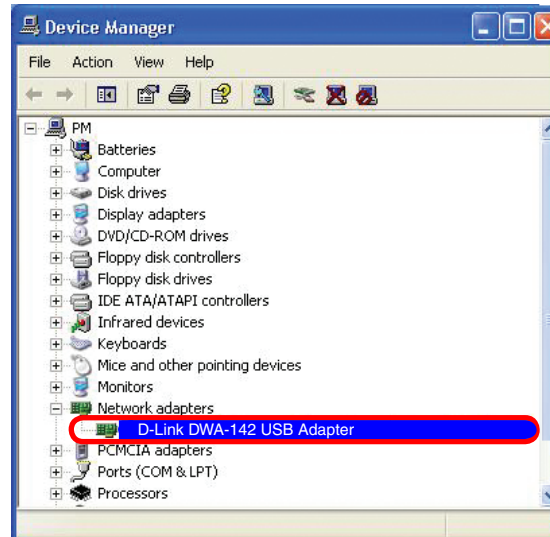 Device Manager
File Action View Help
PM
Batteries
Computer
Disk drives
Display adapters
DVD/CD-ROM drives
Floppy disk controllers
Floppy disk drives
IDE ATA/ATAPI controllers
Infrared devices
Keyboards
Mice and other pointing devices
Monitors
Network adapters
D-Link DWA-142 USB Adapter
PCMCIA adapters
Ports (COM & LPT)
Processors